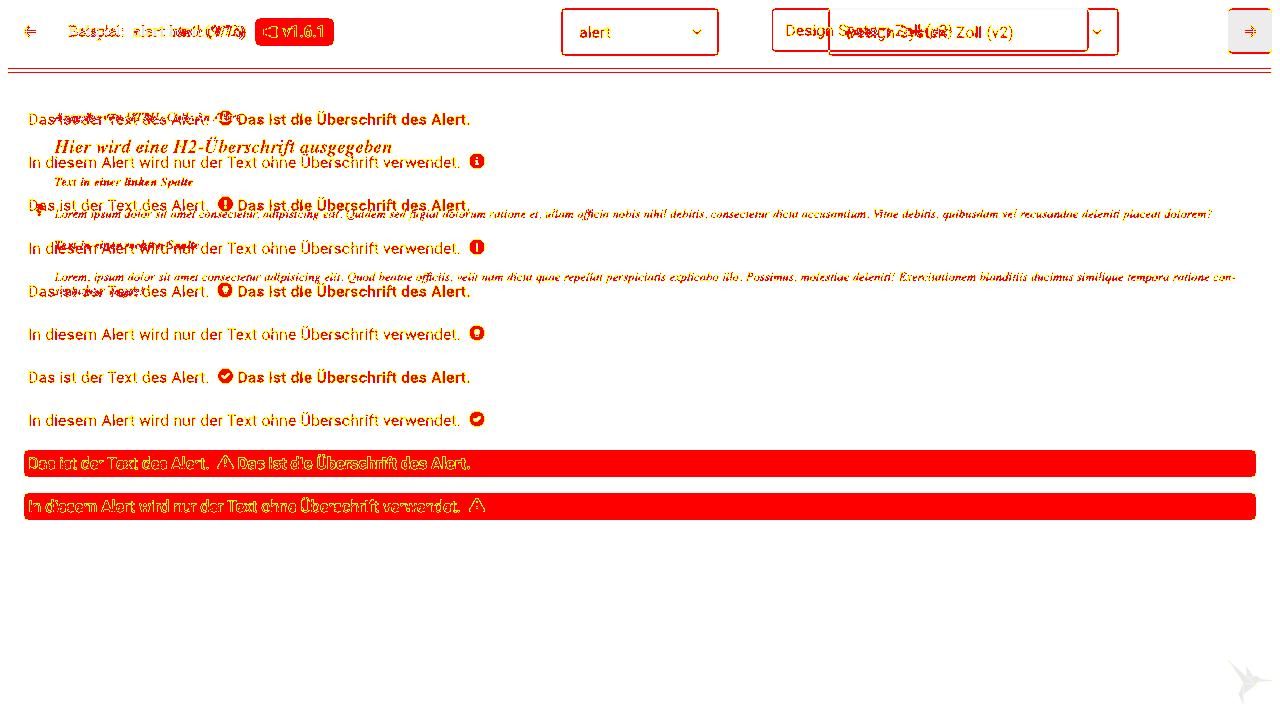 Beispiel: alert v1.6.1 alert Design System Zoll (v2)
Das ist der Text des Alert. Das Ist die Überschrift des Alert.
Hier wird eine H2-Überschrift ausgegeben
In diesem Alert wird nur der Text ohne Überschrift verwendet.
Text in einer linken Spalte
Das ist der Text des Alert. Das Ist die Überschrift des Alert.
Lorem ipsum dolor sit amet consectetur, adipisicing elit. Quidem sed fugiat dolorum ratione et, ullam officia nobis nihil debitis, consectetur dicta accusantium. Vitae debitis, quibusdam vel recusandae deleniti placeat dolorem?
Text in einer rechten Spalte
In diesem Alert wird nur der Text ohne Überschrift verwendet.
Lorem, ipsum dolor sit amet consectetur adipisicing elit. Quod beatae officiis, velit nam dicta quae repellat perspiciatis explicabo illo. Possimus, molestiae deleniti! Exercitationem blanditiis ducimus similique tempora ratione con-
Das ist der Text des Alert. Das Ist die Überschrift des Alert.
In diesem Alert wird nur der Text ohne Überschrift verwendet.
Das ist der Text des Alert. Das Ist die Überschrift des Alert.
In diesem Alert wird nur der Text ohne Überschrift verwendet.
Das ist der Text des Alert. Das Ist die Überschrift des Alert.
In diesem Alert wird nur der Text ohne Überschrift verwendet.